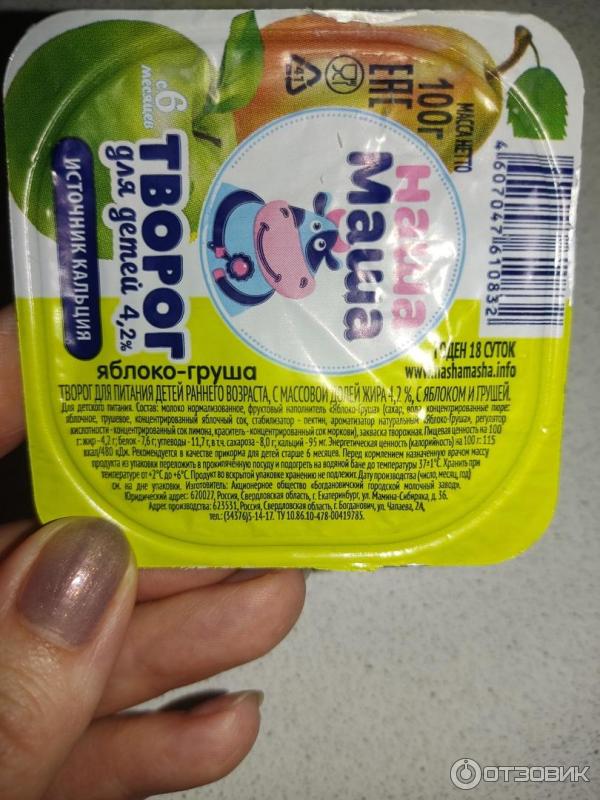 с 6
месяцев
ТВОРОГ
для детей 4,2%
ИСТОЧНИК КАЛЬЦИЯ
41
ЕАС
100г
МАССА НЕТТО
наша
Маша
4 607047 610832
яблоко-груша
ГОДЕН 18 СУТОК
www.nashamasha.info
ТВОРОГ ДЛЯ ПИТАНИЯ ДЕТЕЙ РАННЕГО ВОЗРАСТА, С МАССОВОЙ ДОЛЕЙ ЖИРА 4,2 %, С ЯБЛОКОМ И ГРУШЕЙ.
Для детского питания. Состав: молоко нормализованное, фруктовый наполнитель «Яблоко-Груша» (сахар, вода, концентрированные пюре:
яблочное, грушевое, концентрированный яблочный сок, стабилизатор - пектин, ароматизатор натуральный «Яблоко-Груша», регулятор
кислотности - концентрированный сок лимона, краситель - концентрированный сок моркови), закваска творожная. Пищевая ценность на 100
г: жир - 4,2 г; белок - 7,6 г; углеводы - 11,7 г, в т.ч. сахароза - 8,0 г; кальций - 95 мг. Энергетическая ценность (калорийность) на 100 г: 115
ккал/480 кДж. Рекомендуется в качестве прикорма для детей старше 6 месяцев. Перед кормлением назначенную врачом массу
продукта из упаковки переложить в прокипячённую посуду и подогреть на водяной бане до температуры 37±1°С. Хранить при
температуре от +2°С до +6°С. Продукт во вскрытой упаковке хранению не подлежит. Дату производства (число, месяц, год)
см. на дне упаковки. Изготовитель: Акционерное общество «Богдановичский городской молочный завод».
Юридический адрес: 620027, Россия, Свердловская область, г. Екатеринбург, ул. Мамина-Сибиряка, д. 36.
Адрес производства: 623531, Россия, Свердловская область, г. Богданович, ул. Чапаева, 2А,
тел.: (34376)5-14-17. ТУ 10.86.10-478-00419785.
ОТЗОВИК